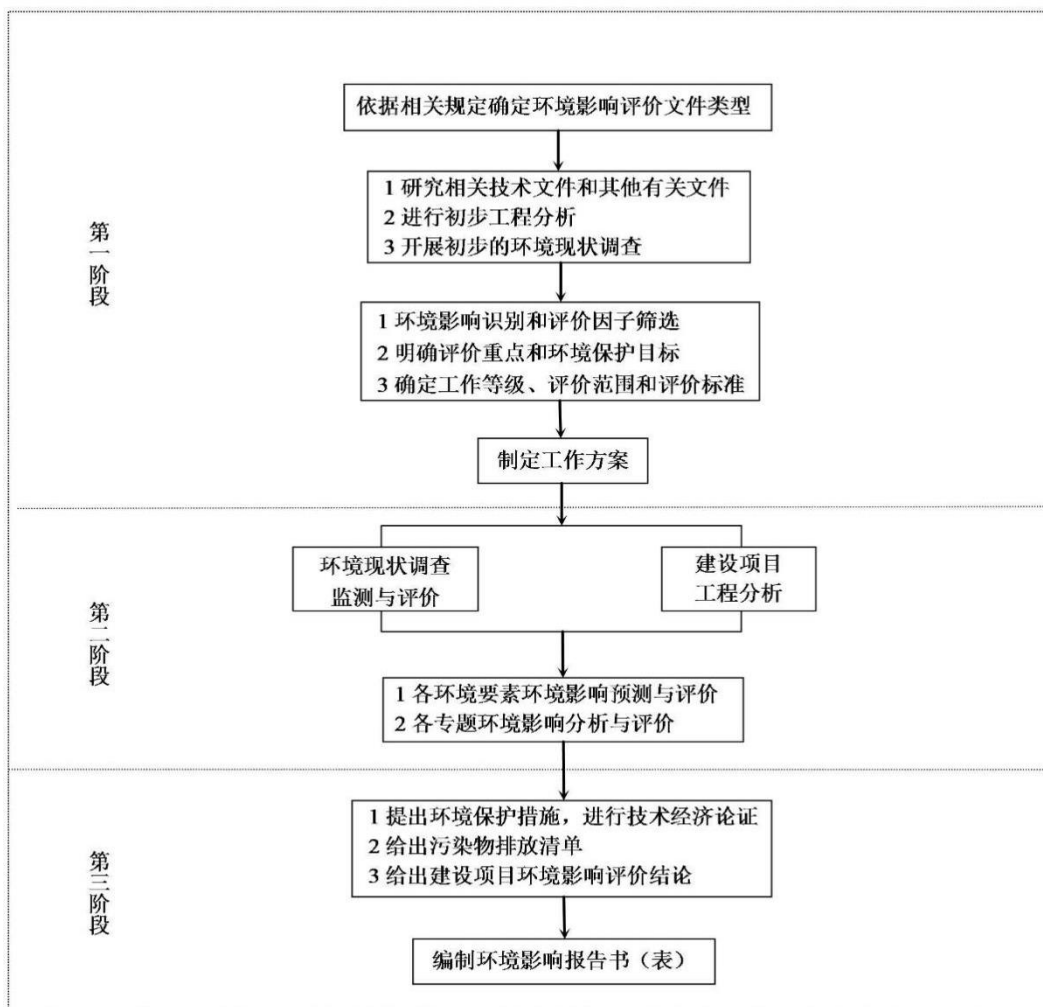 依据相关规定确定环境影响评价文件类型
1 研究相关技术文件和其他有关文件
2 进行初步工程分析
3 开展初步的环境现状调查
第一阶段
1 环境影响识别和评价因子筛选
2 明确评价重点和环境保护目标
3 确定工作等级、评价范围和评价标准
制定工作方案
第二阶段
环境现状调查
监测与评价
建设项目
工程分析
1 各环境要素环境影响预测与评价
2 各专题环境影响分析与评价
第三阶段
1 提出环境保护措施，进行技术经济论证
2 给出污染物排放清单
3 给出建设项目环境影响评价结论
编制环境影响报告书（表）